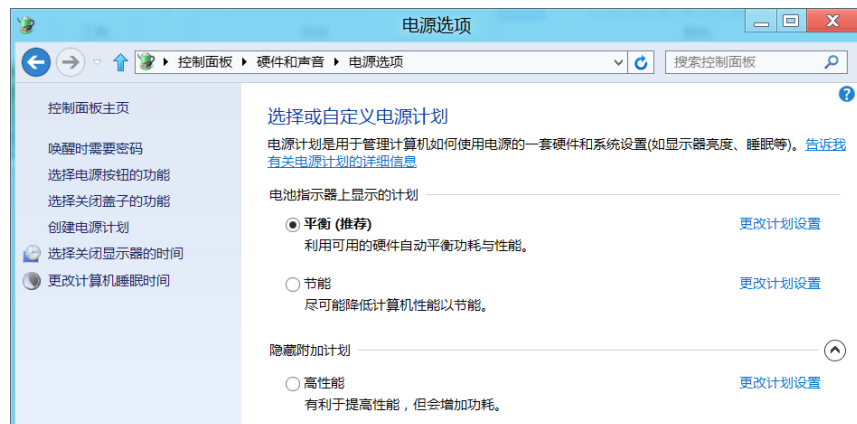 电源选项
控制面板 ▸ 硬件和声音 ▸ 电源选项
搜索控制面板
控制面板主页
唤醒时需要密码
选择电源按钮的功能
选择关闭盖子的功能
创建电源计划
选择关闭显示器的时间
更改计算机睡眠时间
选择或自定义电源计划
电源计划是用于管理计算机如何使用电源的一套硬件和系统设置(如显示器亮度、睡眠等)。告诉我
有关电源计划的详细信息
电池指示器上显示的计划
平衡 (推荐) 更改计划设置
利用可用的硬件自动平衡功耗与性能。
节能 更改计划设置
尽可能降低计算机性能以节能。
隐藏附加计划
高性能 更改计划设置
有利于提高性能，但会增加功耗。